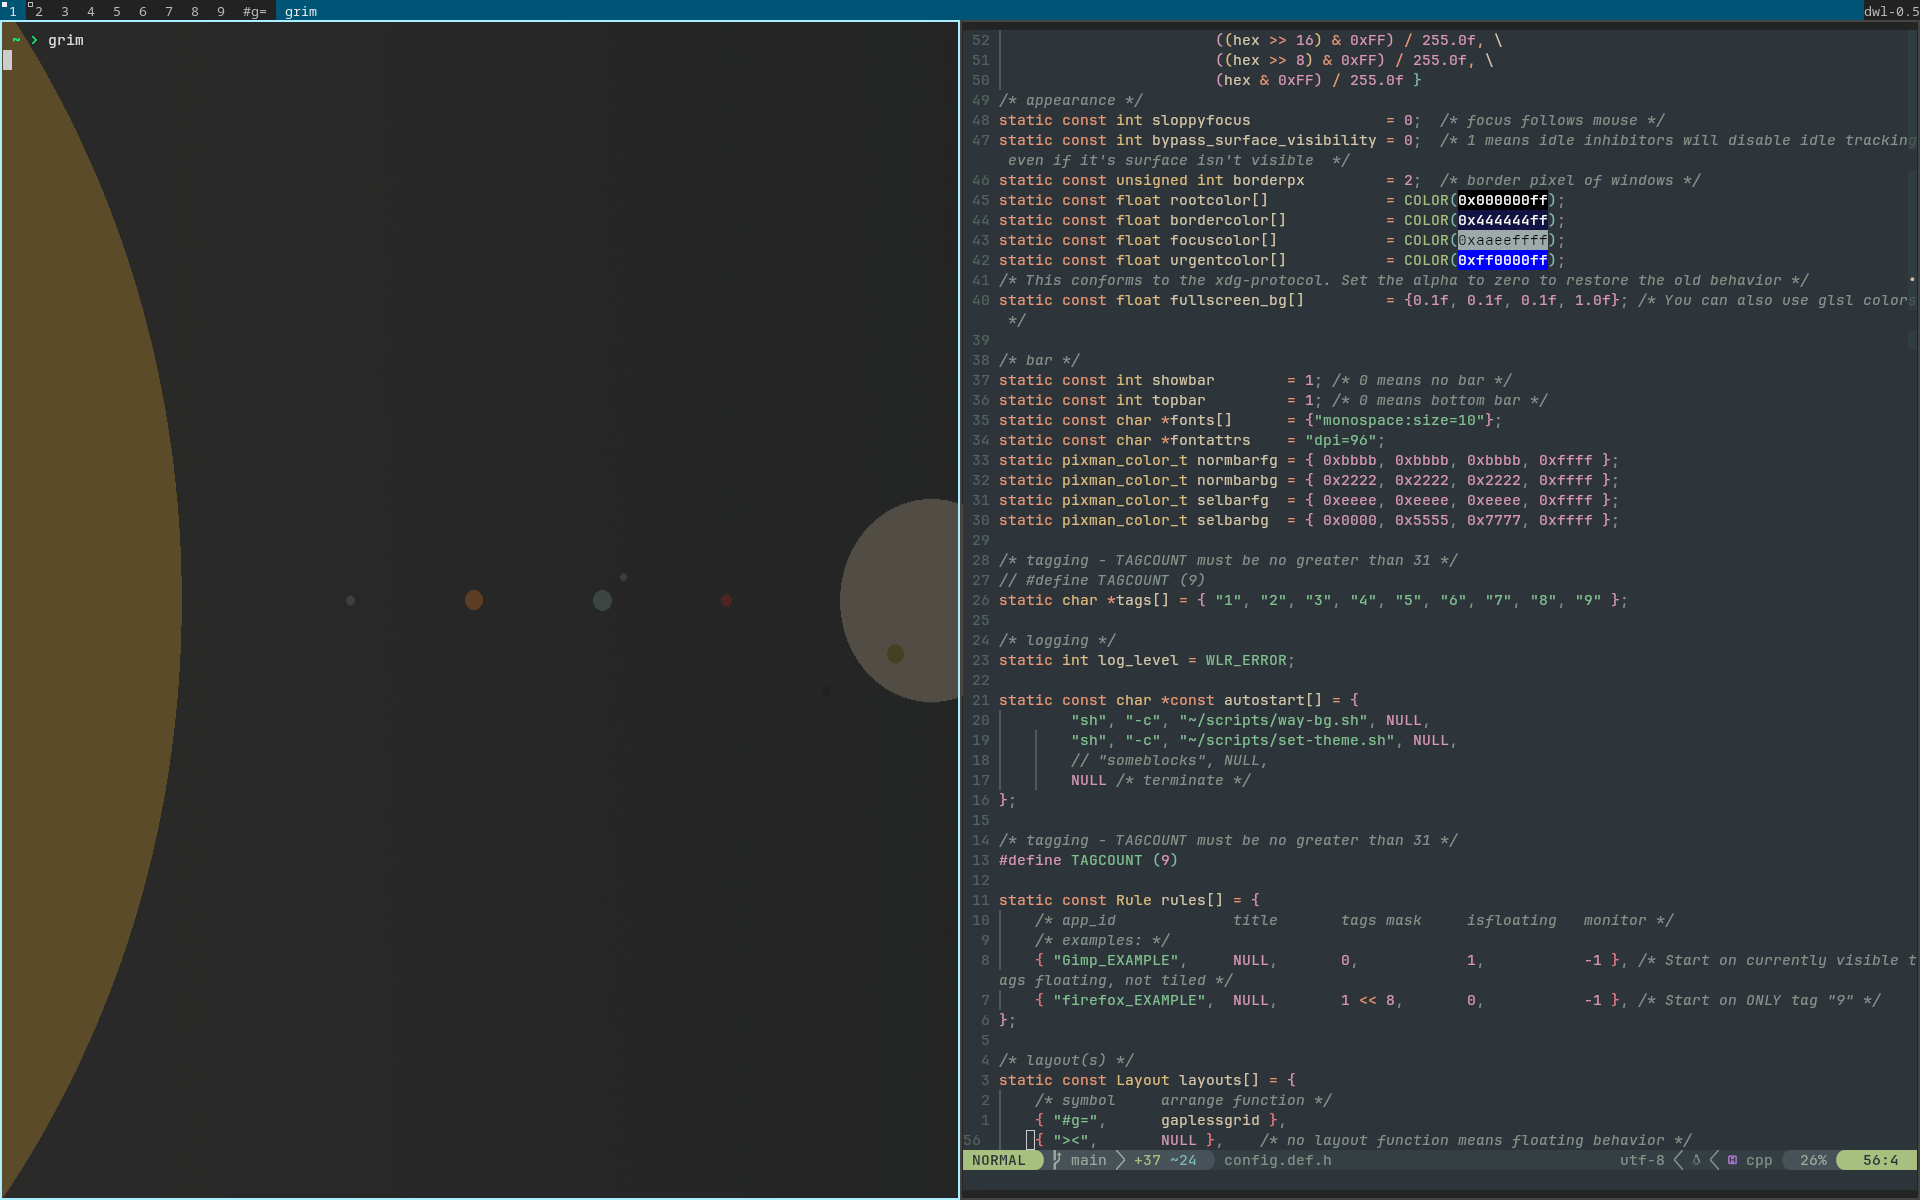 1 2 3 4 5 6 7 8 9 #g= grim dwl-0.5
~ > grim
52 ((hex >> 16) & 0xFF) / 255.0f, \
51 ((hex >> 8) & 0xFF) / 255.0f, \
50 (hex & 0xFF) / 255.0f }
49 /* appearance */
48 static const int sloppyfocus = 0; /* focus follows mouse */
47 static const int bypass_surface_visibility = 0; /* 1 means idle inhibitors will disable idle tracking
even if it's surface isn't visible */
46 static const unsigned int borderpx = 2; /* border pixel of windows */
45 static const float rootcolor[] = COLOR(0x000000ff);
44 static const float bordercolor[] = COLOR(0x444444ff);
43 static const float focuscolor[] = COLOR(0xaaeeffff);
42 static const float urgentcolor[] = COLOR(0xff0000ff);
41 /* This conforms to the xdg-protocol. Set the alpha to zero to restore the old behavior */
40 static const float fullscreen_bg[] = {0.1f, 0.1f, 0.1f, 1.0f}; /* You can also use glsl colors
*/
39
38 /* bar */
37 static const int showbar = 1; /* 0 means no bar */
36 static const int topbar = 1; /* 0 means bottom bar */
35 static const char *fonts[] = {"monospace:size=10"};
34 static const char *fontattrs = "dpi=96";
33 static pixman_color_t normbarfg = { 0xbbbb, 0xbbbb, 0xbbbb, 0xffff };
32 static pixman_color_t normbarbg = { 0x2222, 0x2222, 0x2222, 0xffff };
31 static pixman_color_t selbarfg = { 0xeeee, 0xeeee, 0xeeee, 0xffff };
30 static pixman_color_t selbarbg = { 0x0000, 0x5555, 0x7777, 0xffff };
29
28 /* tagging - TAGCOUNT must be no greater than 31 */
27 // #define TAGCOUNT (9)
26 static char *tags[] = { "1", "2", "3", "4", "5", "6", "7", "8", "9" };
25
24 /* logging */
23 static int log_level = WLR_ERROR;
22
21 static const char *const autostart[] = {
20 "sh", "-c", "~/scripts/way-bg.sh", NULL,
19 "sh", "-c", "~/scripts/set-theme.sh", NULL,
18 // "someblocks", NULL,
17 NULL /* terminate */
16 };
15
14 /* tagging - TAGCOUNT must be no greater than 31 */
13 #define TAGCOUNT (9)
12
11 static const Rule rules[] = {
10 /* app_id title tags mask isfloating monitor */
9 /* examples: */
8 { "Gimp_EXAMPLE", NULL, 0, 1, -1 }, /* Start on currently visible t
ags floating, not tiled */
7 { "firefox_EXAMPLE", NULL, 1 << 8, 0, -1 }, /* Start on ONLY tag "9" */
6 };
5
4 /* layout(s) */
3 static const Layout layouts[] = {
2 /* symbol arrange function */
1 { "#g=", gaplessgrid },
56 { "><", NULL }, /* no layout function means floating behavior */
NORMAL main +37 ~24 config.def.h utf-8 cpp 26% 56:4